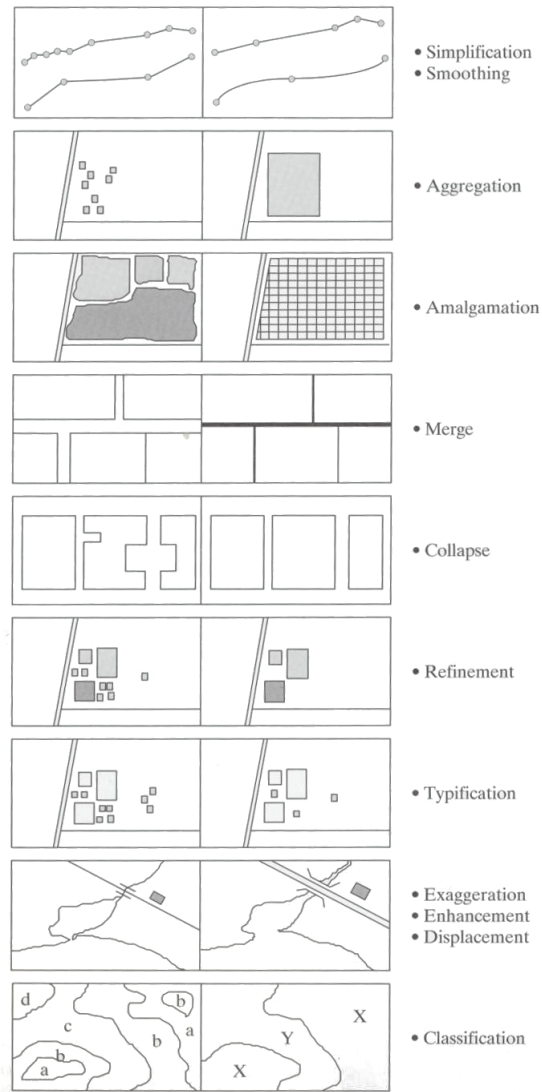 • Simplification
• Smoothing
• Aggregation
• Amalgamation
• Merge
• Collapse
• Refinement
• Typification
• Exaggeration
• Enhancement
• Displacement
d
b
c
a
b
b
a
X
Y
X
• Classification